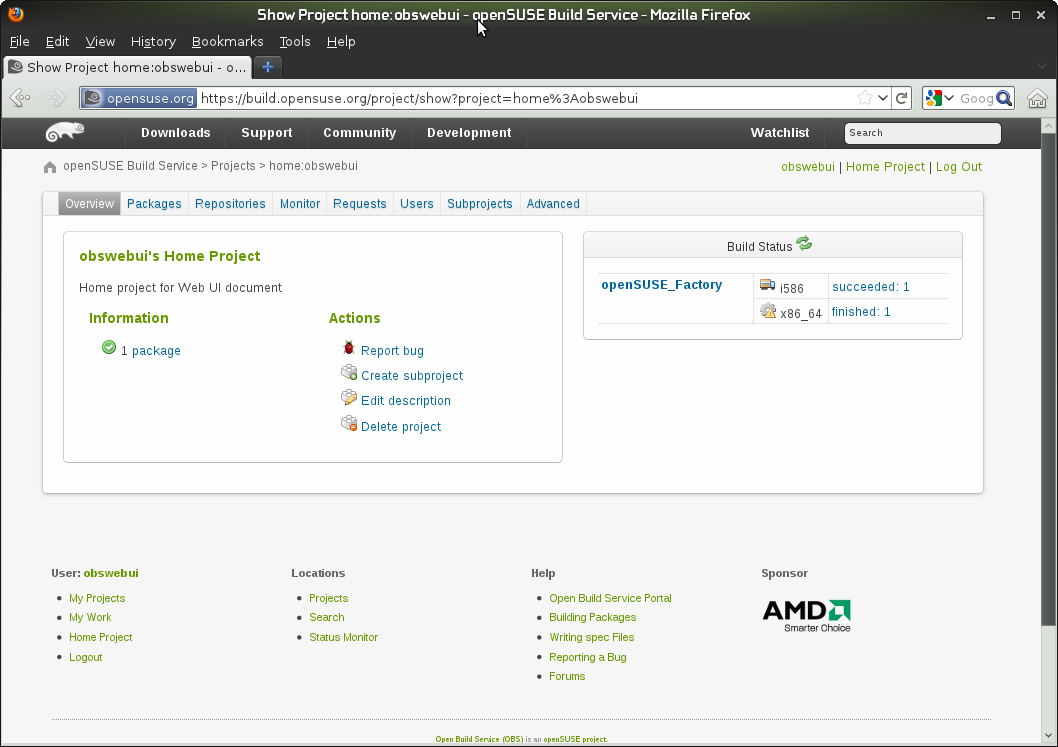 Show Project home:obswebui - openSUSE Build Service - Mozilla Firefox
File Edit View History Bookmarks Tools Help
Show Project home:obswebui - o...
opensuse.org https://build.opensuse.org/project/show?project=home%3Aobswebui Goog
Downloads Support Community Development Watchlist Search
openSUSE Build Service > Projects > home:obswebui
obswebui | Home Project | Log Out
Overview Packages Repositories Monitor Requests Users Subprojects Advanced
obswebui's Home Project
Home project for Web UI document
Information
1 package
Actions
Report bug
Create subproject
Edit description
Delete project
Build Status
openSUSE_Factory i586 succeeded: 1
x86_64 finished: 1
User: obswebui
My Projects
My Work
Home Project
Logout
Locations
Projects
Search
Status Monitor
Help
Open Build Service Portal
Building Packages
Writing spec Files
Reporting a Bug
Forums
Sponsor
AMD
Smarter Choice
Open Build Service (OBS) is an openSUSE project.